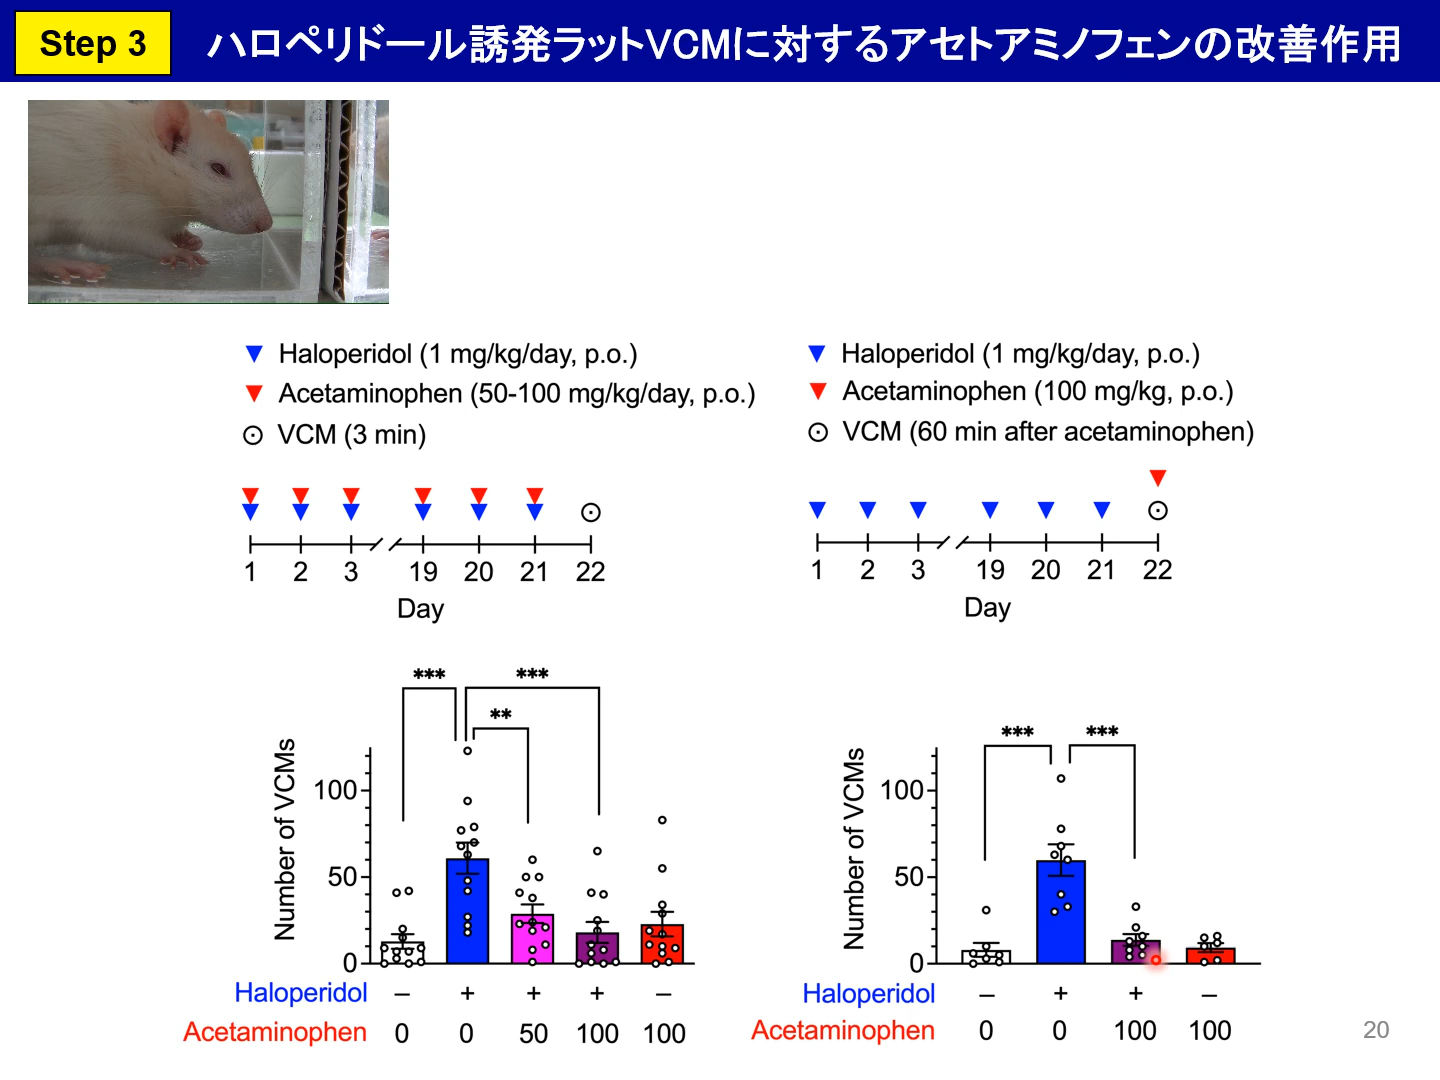 Step 3
ハロペリドール誘発ラットVCMに対するアセトアミノフェンの改善作用
Haloperidol (1 mg/kg/day, p.o.)
Acetaminophen (50-100 mg/kg/day, p.o.)
VCM (3 min)
1 2 3 19 20 21 22
Day
*** ***
**
Number of VCMs
100
50
0
Haloperidol – + + + –
Acetaminophen 0 0 50 100 100
Haloperidol (1 mg/kg/day, p.o.)
Acetaminophen (100 mg/kg, p.o.)
VCM (60 min after acetaminophen)
1 2 3 19 20 21 22
Day
*** ***
Number of VCMs
100
50
0
Haloperidol – + + –
Acetaminophen 0 0 100 100
20